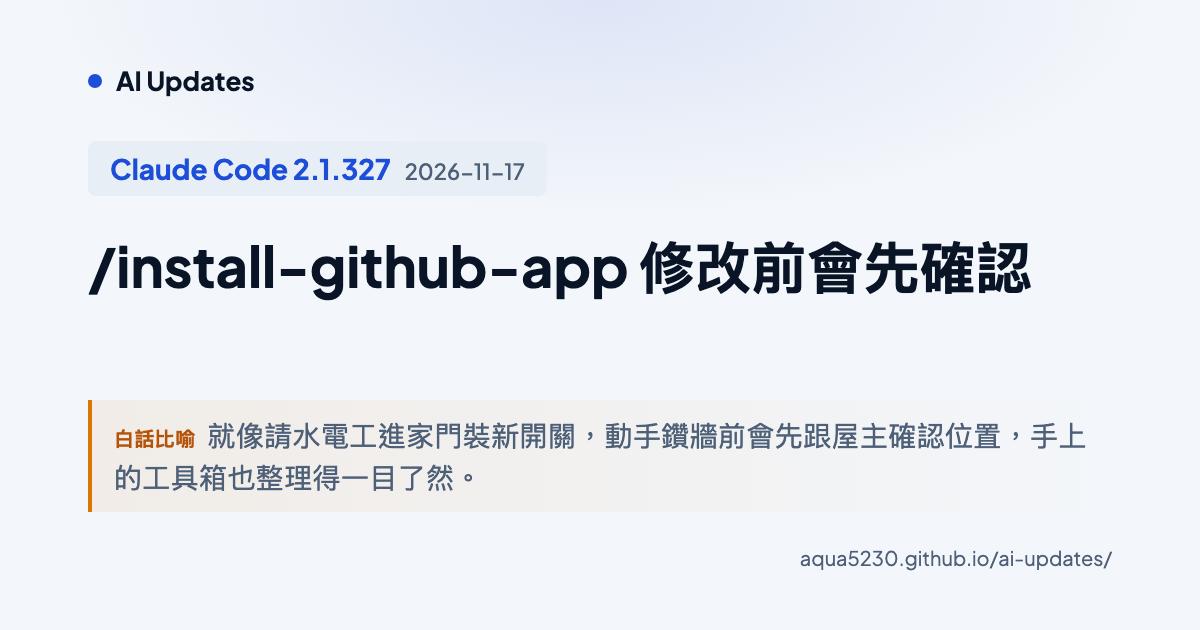 AI Updates
Claude Code 2.1.327 2026-11-17
/install-github-app 修改前會先確認
白話比喻 就像請水電工進家門裝新開關，動手鑽牆前會先跟屋主確認位置，手上
的工具箱也整理得一目了然。
aqua5230.github.io/ai-updates/